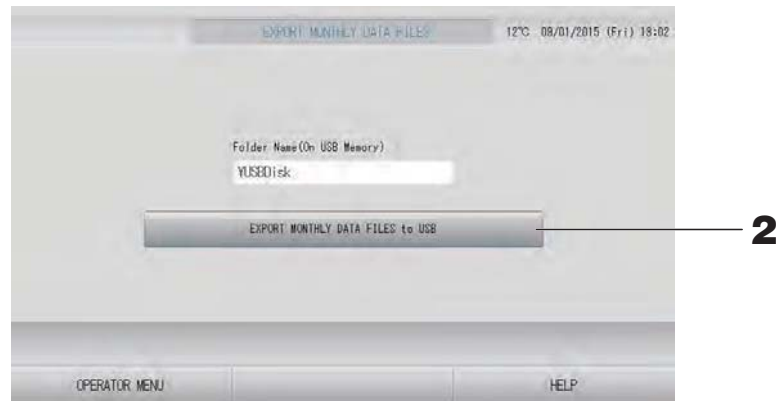 EXPORT MONTHLY DATA FILES
12℃ 09/01/2015 (Fri) 18:02
Folder Name(On USB Memory)
¥USBDisk
EXPORT MONTHLY DATA FILES to USB
2
OPERATOR MENU
HELP